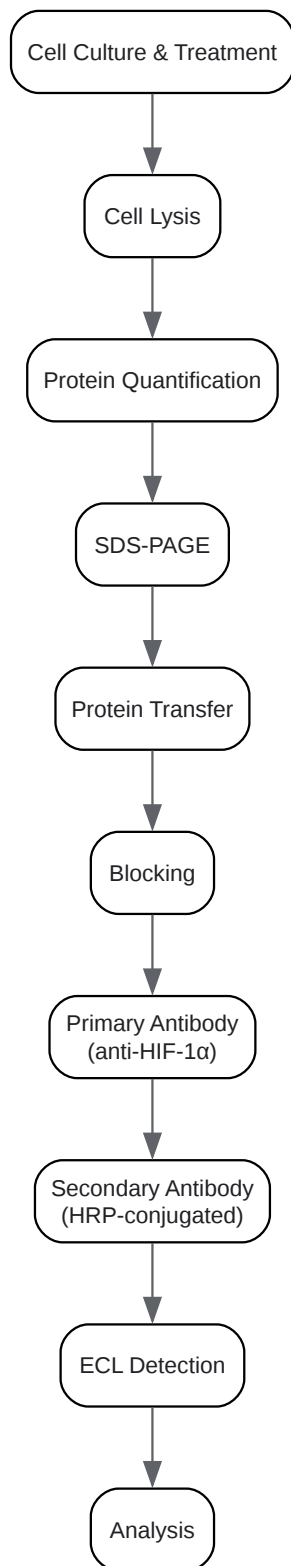 Cell Culture & Treatment
Cell Lysis
Protein Quantification
SDS-PAGE
Protein Transfer
Blocking
Primary Antibody
(anti-HIF-1α)
Secondary Antibody
(HRP-conjugated)
ECL Detection
Analysis